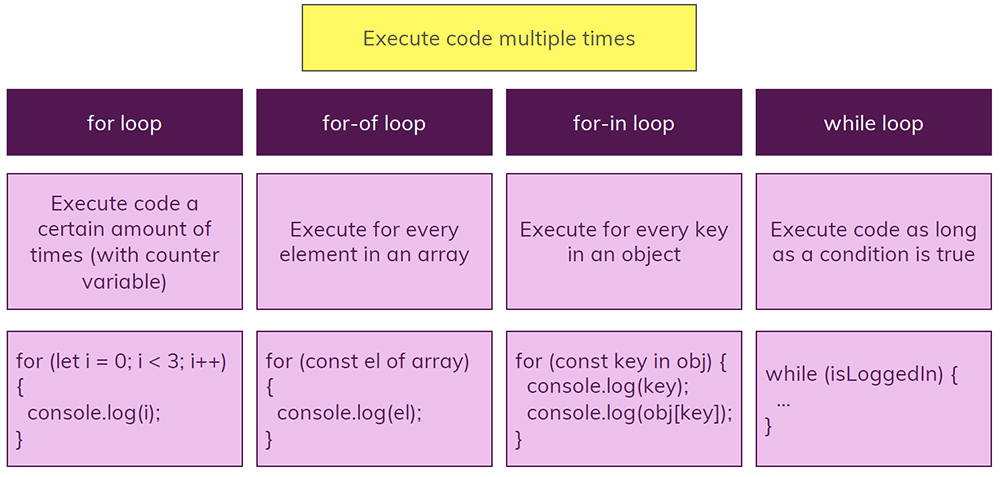 Execute code multiple times
for loop
for-of loop
for-in loop
while loop
Execute code a
certain amount of
times (with counter
variable)
Execute for every
element in an array
Execute for every key
in an object
Execute code as long
as a condition is true
for (let i = 0; i < 3; i++)
{
  console.log(i);
}
for (const el of array)
{
  console.log(el);
}
for (const key in obj) {
  console.log(key);
  console.log(obj[key]);
}
while (isLoggedIn) {
  ...
}